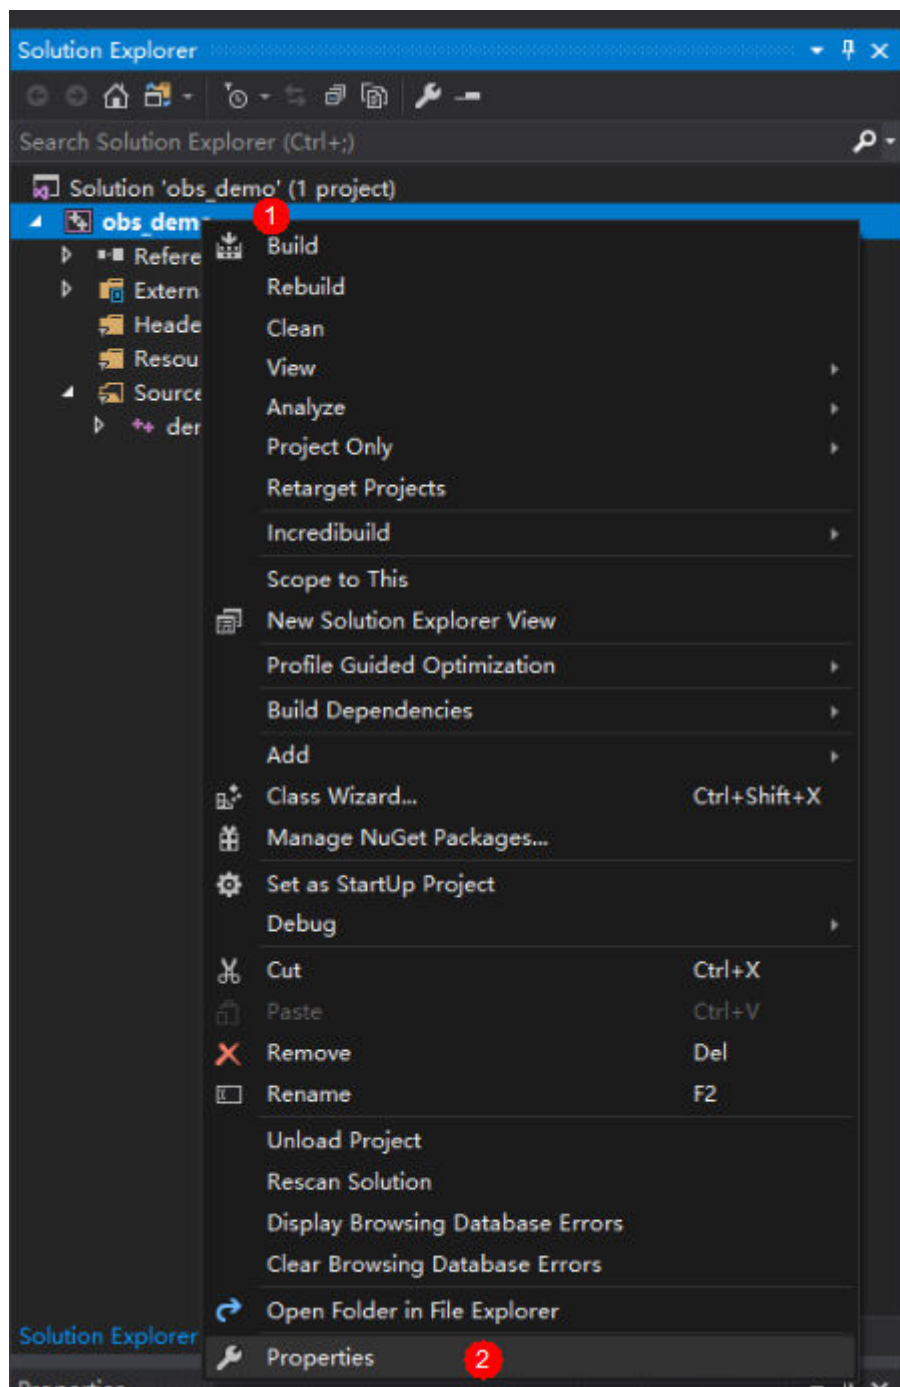 Solution Explorer
Search Solution Explorer (Ctrl+;)
Solution 'obs_demo' (1 project)
obs_dem
1
Refere
Extern
Heade
Resou
Source
der
Build
Rebuild
Clean
View
Analyze
Project Only
Retarget Projects
Incredibuild
Scope to This
New Solution Explorer View
Profile Guided Optimization
Build Dependencies
Add
Class Wizard... Ctrl+Shift+X
Manage NuGet Packages...
Set as StartUp Project
Debug
Cut Ctrl+X
Paste Ctrl+V
Remove Del
Rename F2
Unload Project
Rescan Solution
Display Browsing Database Errors
Clear Browsing Database Errors
Open Folder in File Explorer
Properties 2
Solution Explorer
Properties